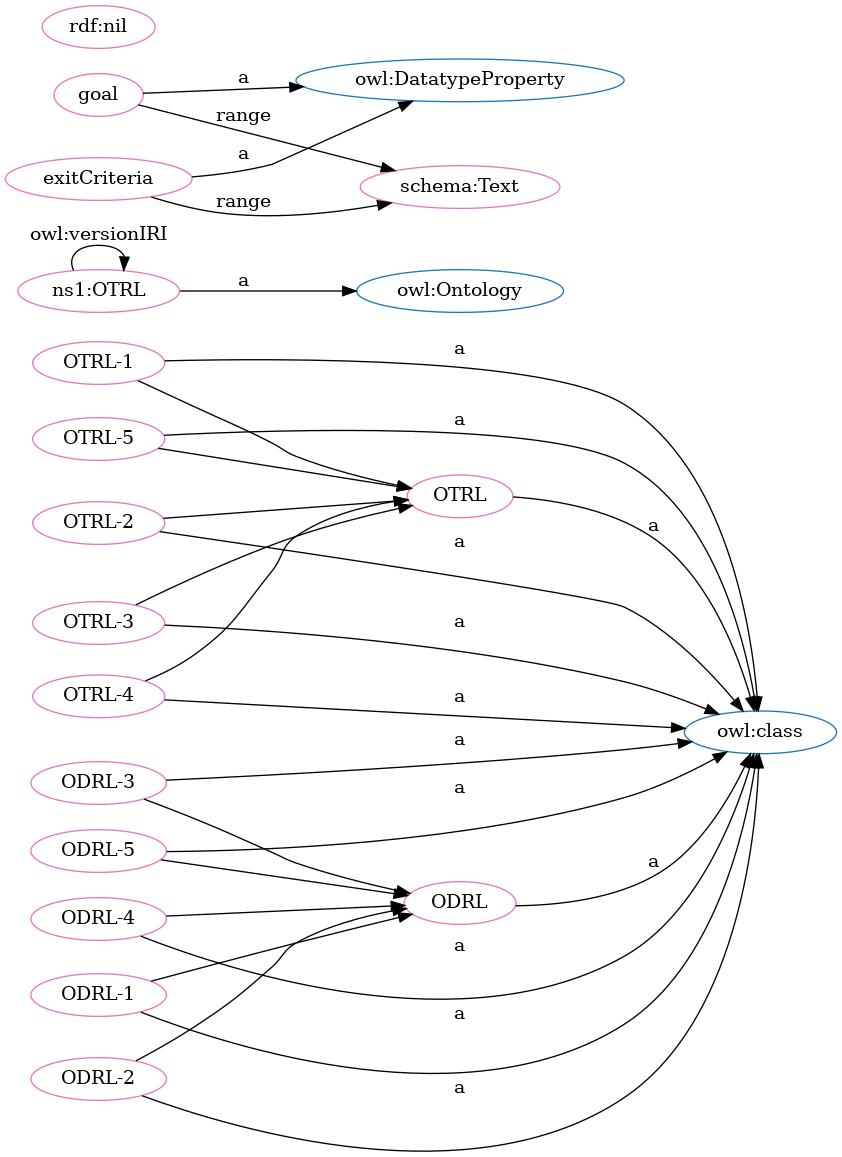 rdf:nil
goal
a
owl:DatatypeProperty
range
a
exitCriteria
schema:Text
range
owl:versionIRI
ns1:OTRL
a
owl:Ontology
OTRL-1
a
OTRL-5
a
OTRL
OTRL-2
a
a
OTRL-3
a
OTRL-4
a
owl:class
a
ODRL-3
a
ODRL-5
a
ODRL
ODRL-4
a
ODRL-1
a
ODRL-2
a